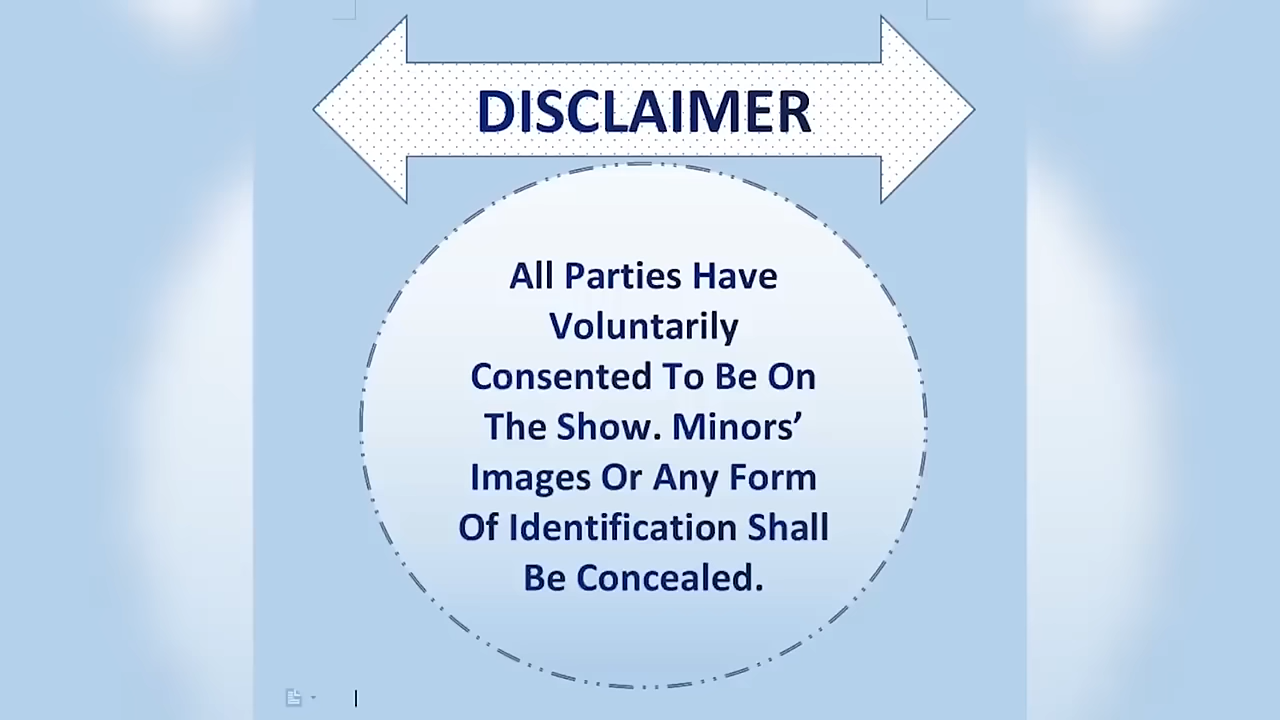 DISCLAIMER
All Parties Have
Voluntarily
Consented To Be On
The Show. Minors’
Images Or Any Form
Of Identification Shall
Be Concealed.